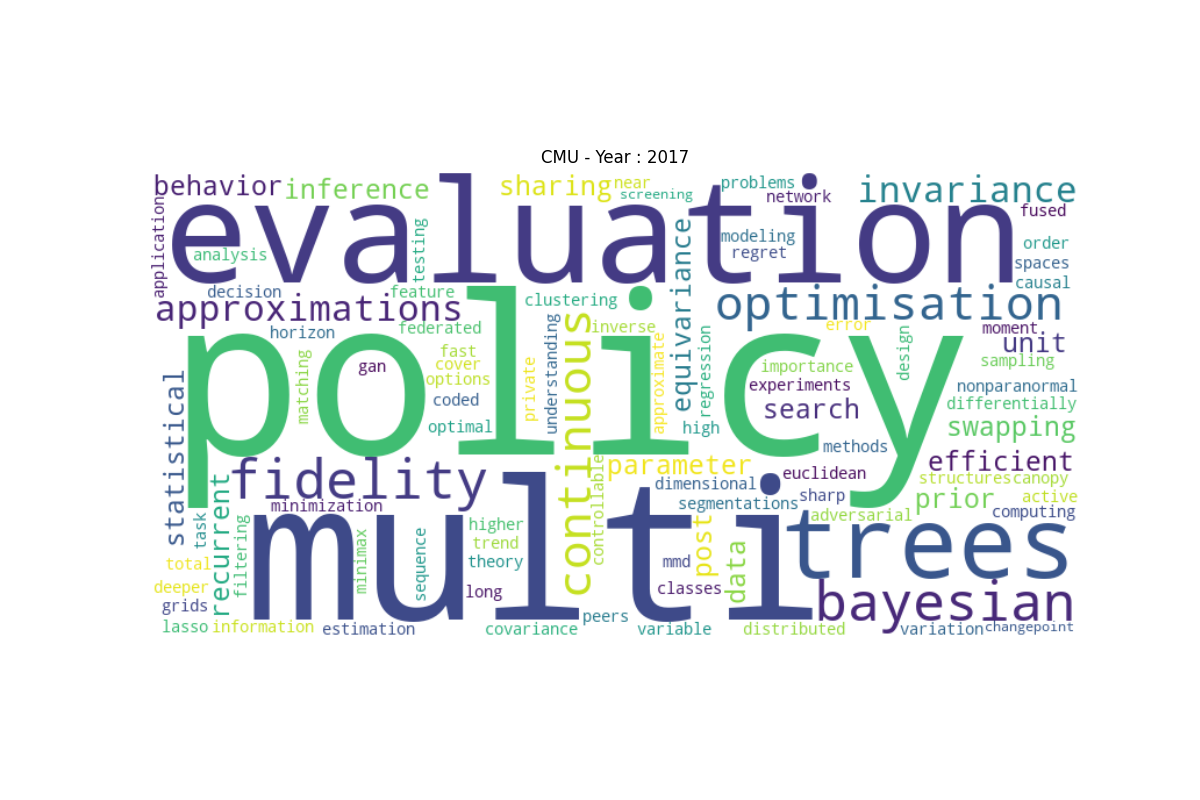 CMU - Year : 2017
behavior
inference
sharing
near
screening
problems
network
invariance
evaluation
fused
application
analysis
testing
equivariance
modeling
regret
order
spaces
causal
decision
feature
approximations
clustering
optimisation
policy
horizon
federated
understanding
continuous
inverse
approximate
regression
error
design
moment
unit
sampling
matching
gan
fast
cover
options
private
importance
experiments
nonparanormal
differentially
coded
optimal
high
search
swapping
methods
statistical
fidelity
parameter
efficient
controllable
dimensional
euclidean
structures
canopy
multi
minimization
segmentations
sharp
prior
active
adversarial
computing
recurrent
task
filtering
higher
trend
theory
post
trees
minimax
sequence
mmd
data
total
deeper
grids
long
classes
bayesian
lasso
information
estimation
covariance
peers
variable
distributed
variation
changepoint